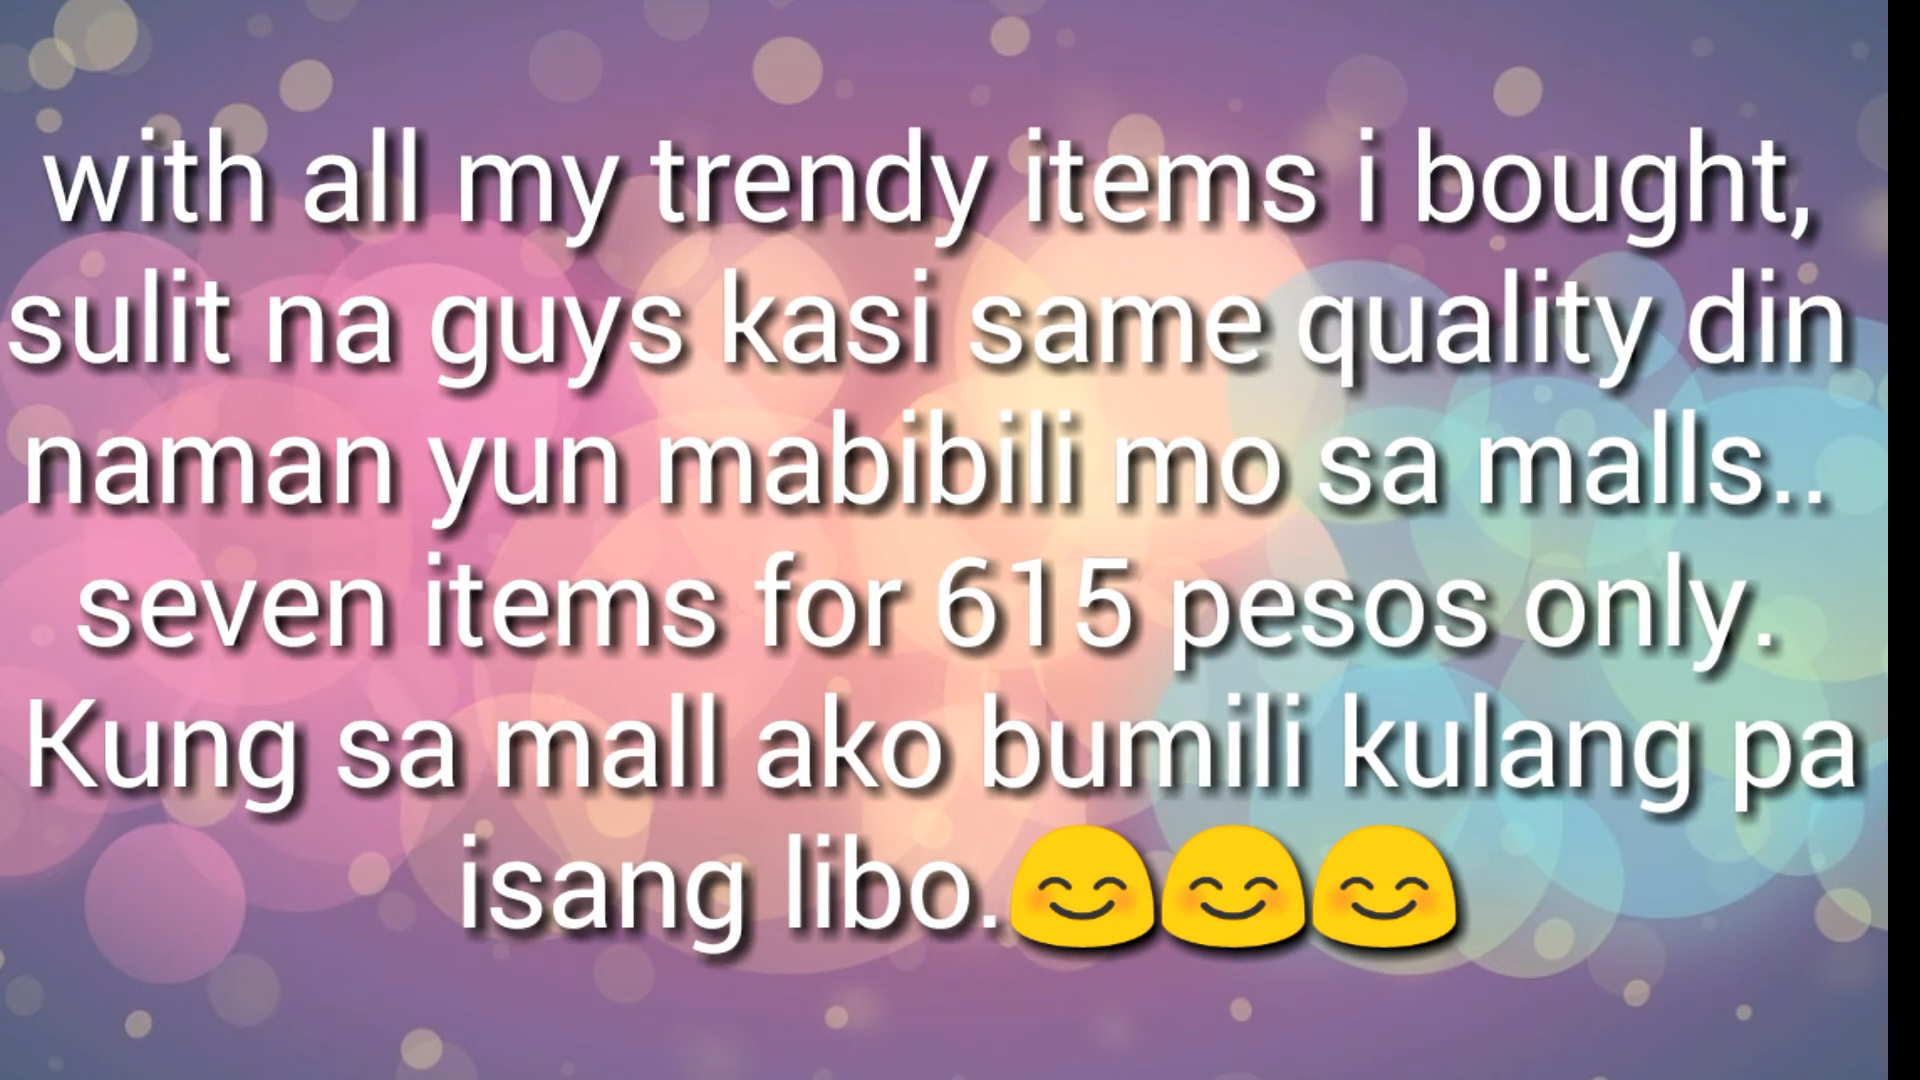 with all my trendy items i bought,
sulit na guys kasi same quality din
naman yun mabibili mo sa malls..
seven items for 615 pesos only.
Kung sa mall ako bumili kulang pa
isang libo.😊😊😊